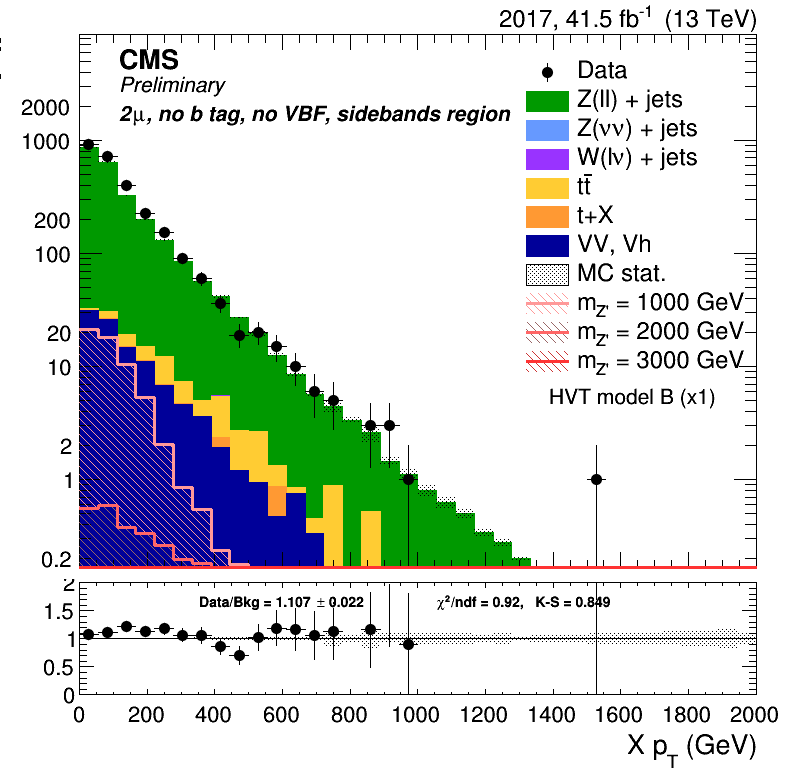 2017, 41.5 fb⁻¹ (13 TeV)
CMS
Preliminary
2μ, no b tag, no VBF, sidebands region
Data
Z(ll) + jets
Z(νν) + jets
W(lν) + jets
tt̄
t+X
VV, Vh
MC stat.
m_Z' = 1000 GeV
m_Z' = 2000 GeV
m_Z' = 3000 GeV
HVT model B (x1)
2000
1000
200
100
20
10
2
1
0.2
2
1.5
1
0.5
0
Data/Bkg = 1.107 ± 0.022
χ²/ndf = 0.92, K-S = 0.849
0 200 400 600 800 1000 1200 1400 1600 1800 2000
X p_T (GeV)